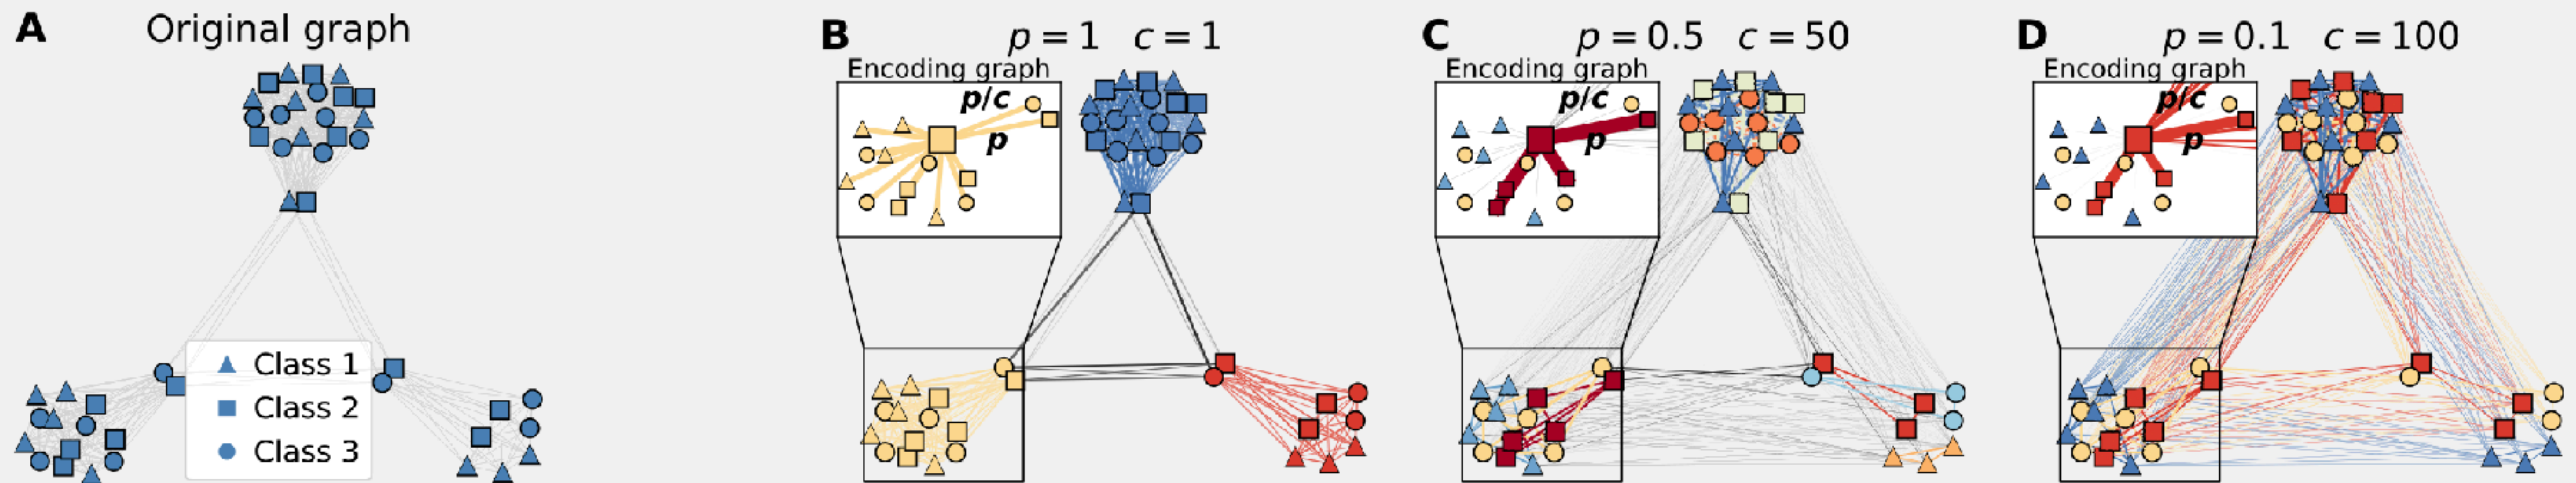 A Original graph
Class 1
Class 2
Class 3
B p = 1 c = 1
Encoding graph
p/c
p
C p = 0.5 c = 50
Encoding graph
p/c
p
D p = 0.1 c = 100
Encoding graph
p/c
p